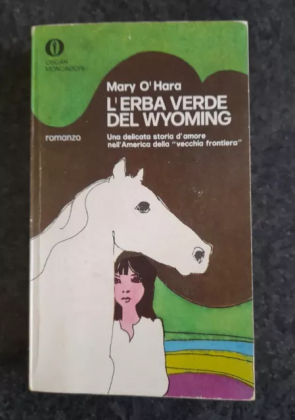 OSCAR
MONDADORI
Mary O'Hara
L'ERBA VERDE
DEL WYOMING
romanzo
Una delicata storia d'amore
nell'America della "vecchia frontiera"